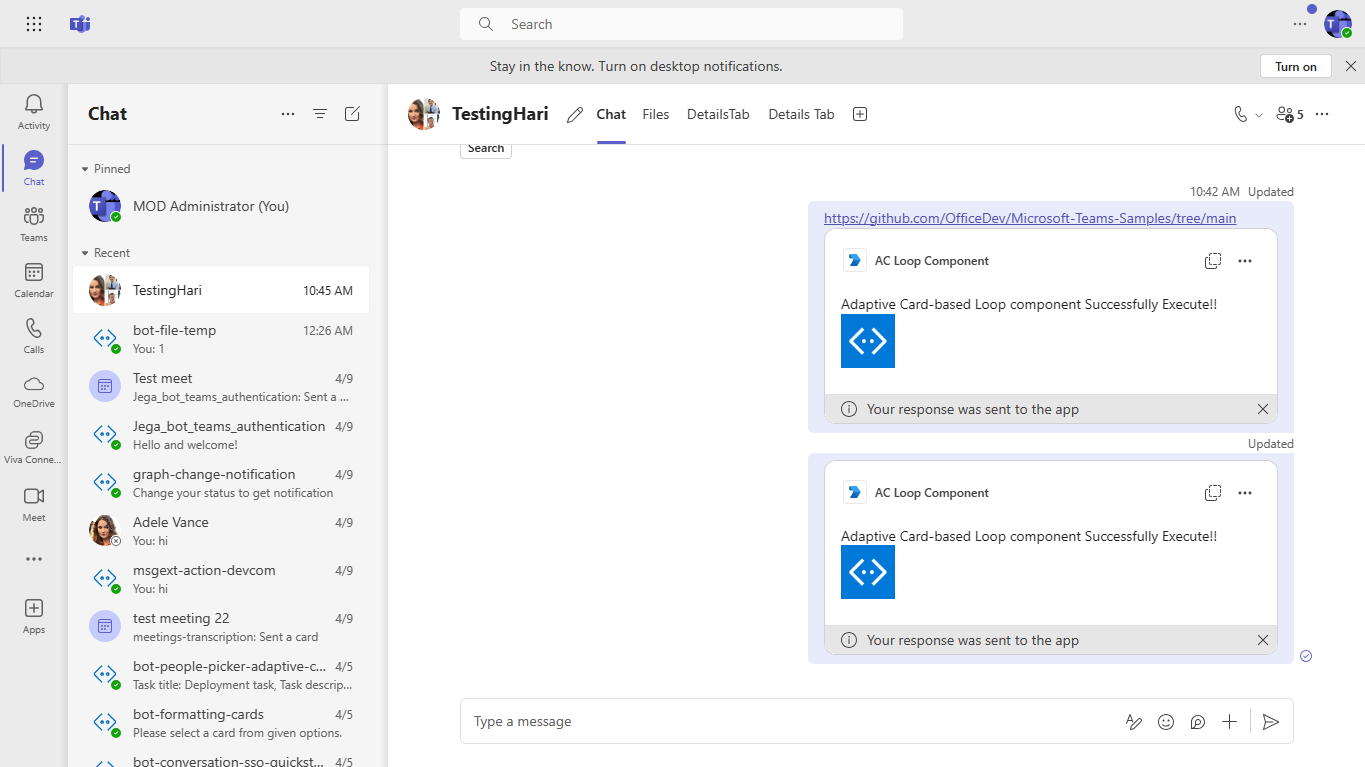 Search
Stay in the know. Turn on desktop notifications.
Turn on
Activity
Chat
Teams
Calendar
Calls
OneDrive
Viva Conne...
Meet
Apps
Chat
Pinned
MOD Administrator (You)
Recent
TestingHari 10:45 AM
bot-file-temp 12:26 AM
You: 1
Test meet 4/9
Jega_bot_teams_authentication: Sent a ...
Jega_bot_teams_authentication 4/9
Hello and welcome!
graph-change-notification 4/9
Change your status to get notification
Adele Vance 4/9
You: hi
msgext-action-devcom 4/9
You: hi
test meeting 22 4/9
meetings-transcription: Sent a card
bot-people-picker-adaptive-c... 4/5
Task title: Deployment task, Task descrip...
bot-formatting-cards 4/5
Please select a card from given options.
bot-conversation-sso-quickst... 4/5
TestingHari Chat Files DetailsTab Details Tab 5
Search
10:42 AM Updated
https://github.com/OfficeDev/Microsoft-Teams-Samples/tree/main
AC Loop Component
Adaptive Card-based Loop component Successfully Execute!!
Your response was sent to the app
Updated
AC Loop Component
Adaptive Card-based Loop component Successfully Execute!!
Your response was sent to the app
Type a message